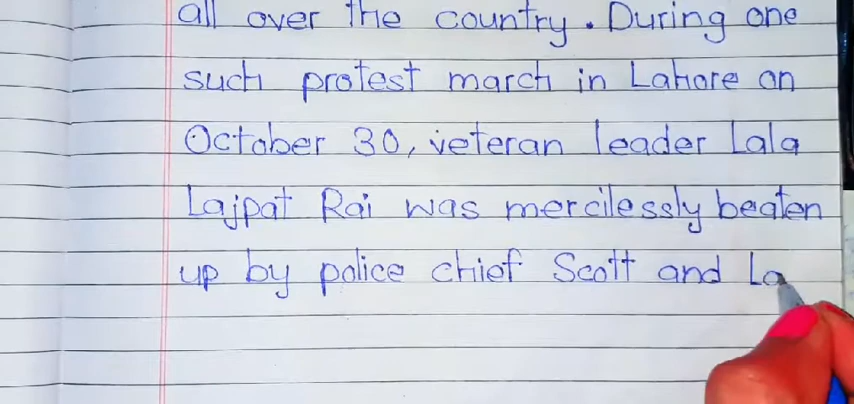 all over the country. During one
such protest march in Lahore on
October 30, veteran leader Lala
Lajpat Rai was mercilessly beaten
up by police chief Scott and La